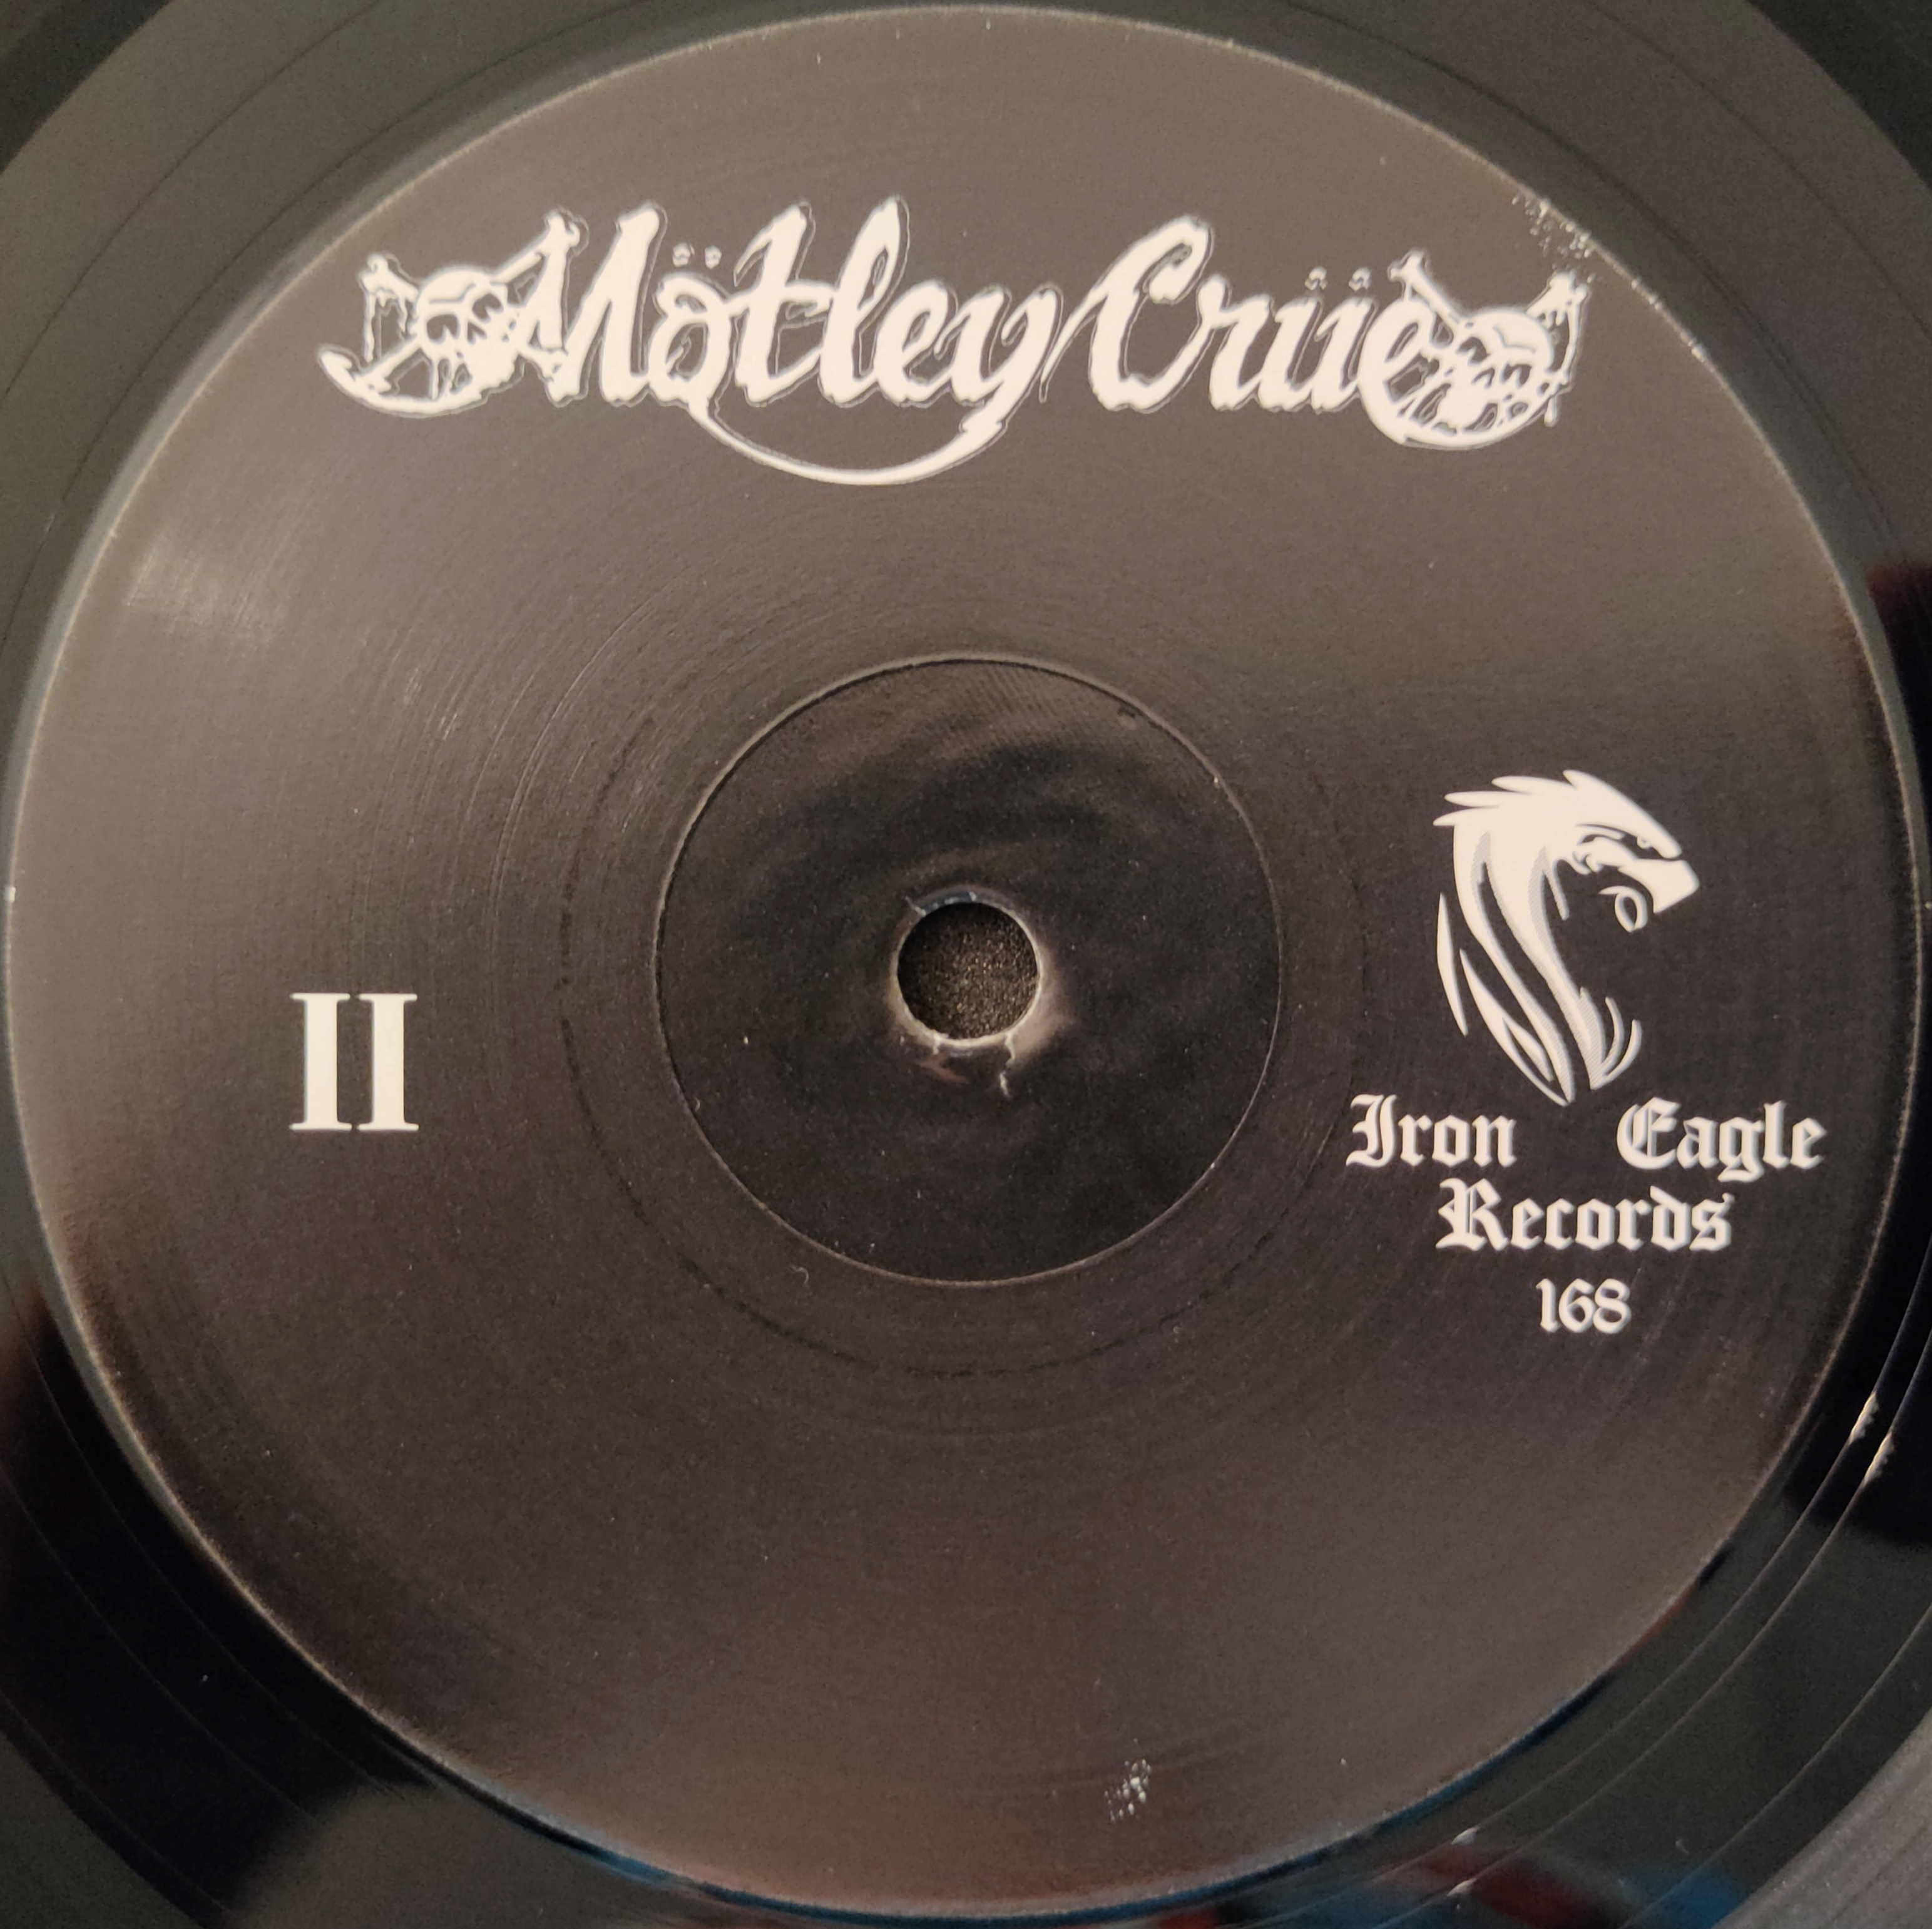 Mötley Crüe
II
Iron Eagle
Records
168